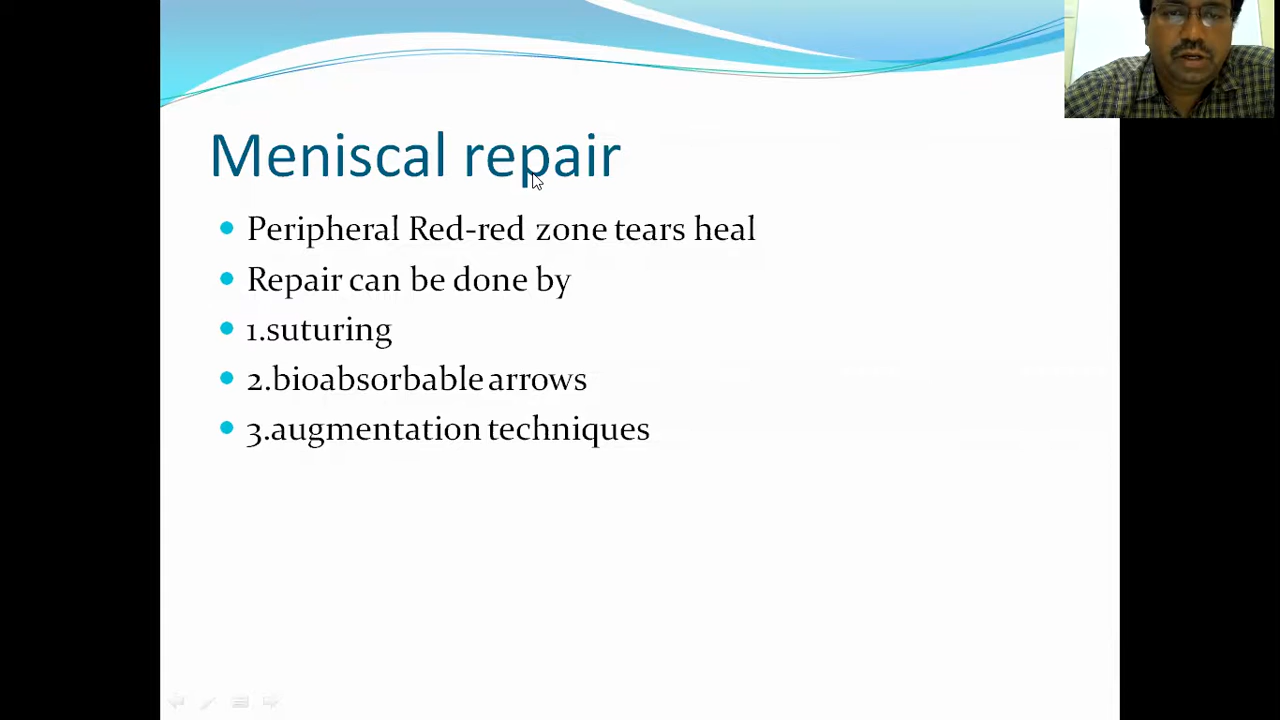 Meniscal repair
Peripheral Red-red zone tears heal
Repair can be done by
1.suturing
2.bioabsorbable arrows
3.augmentation techniques